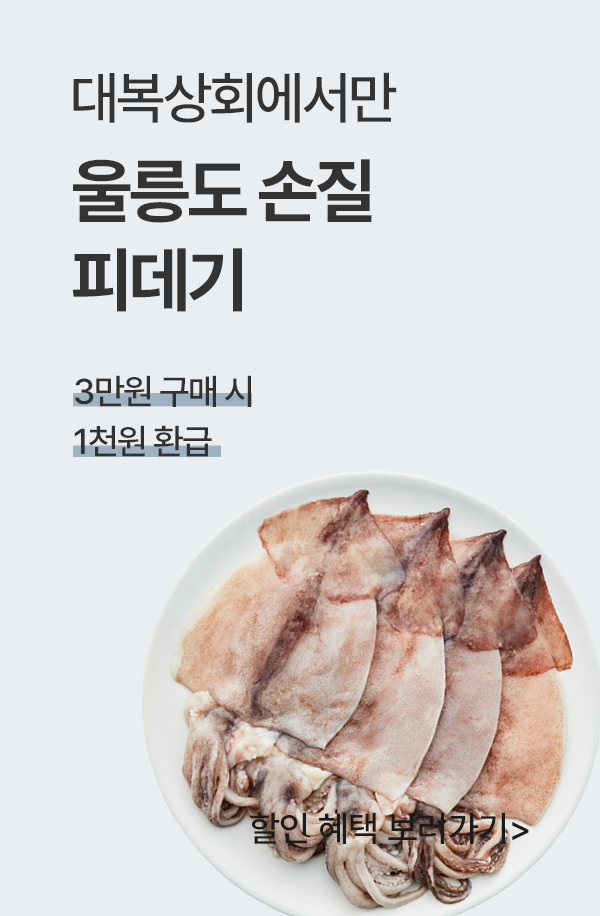 대복상회에서만
울릉도 손질
피데기
3만원 구매 시
1천원 환급
할인 혜택 보러가기>